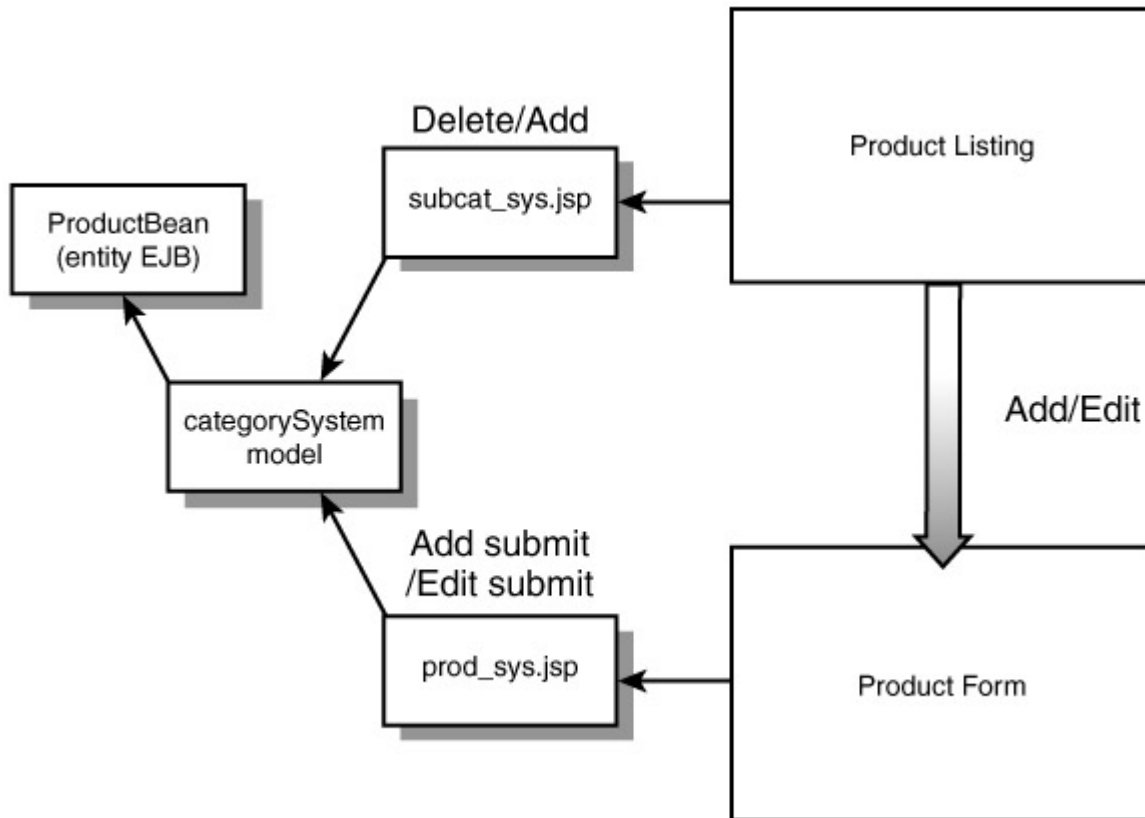 Delete/Add
subcat_sys.jsp
Product Listing
ProductBean
(entity EJB)
categorySystem
model
Add/Edit
Add submit
/Edit submit
prod_sys.jsp
Product Form